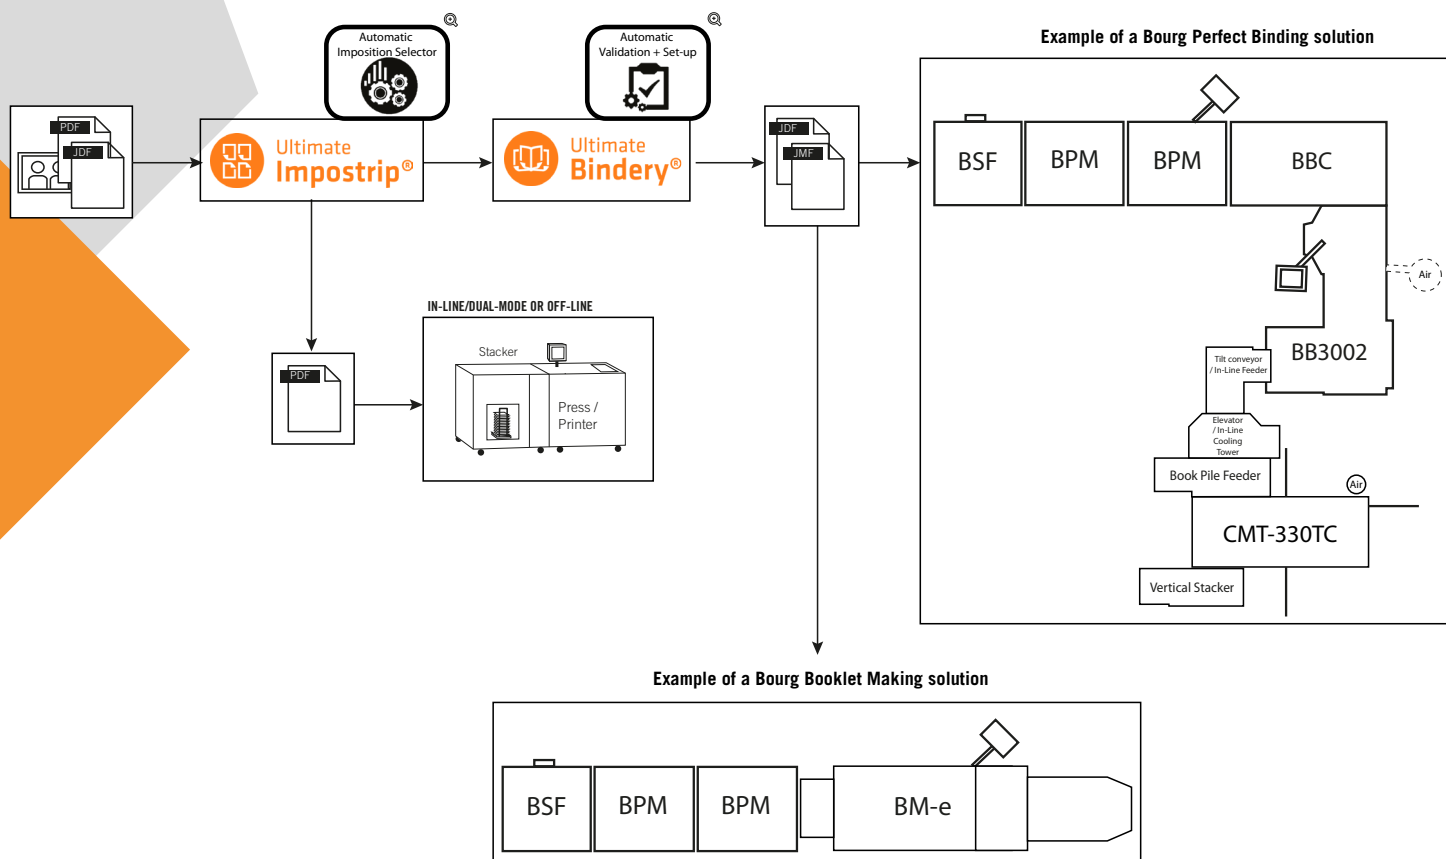 Automatic
Imposition Selector
Automatic
Validation + Set-up
Example of a Bourg Perfect Binding solution
PDF
JDF
Ultimate
Impostrip®
Ultimate
Bindery®
JDF
JMF
BSF
BPM
BPM
BBC
Air
IN-LINE/DUAL-MODE OR OFF-LINE
Stacker
Press /
Printer
PDF
BB3002
Tilt conveyor
/ In-Line Feeder
Elevator
/ In-Line
Cooling
Tower
Book Pile Feeder
Air
CMT-330TC
Vertical Stacker
Example of a Bourg Booklet Making solution
BSF
BPM
BPM
BM-e